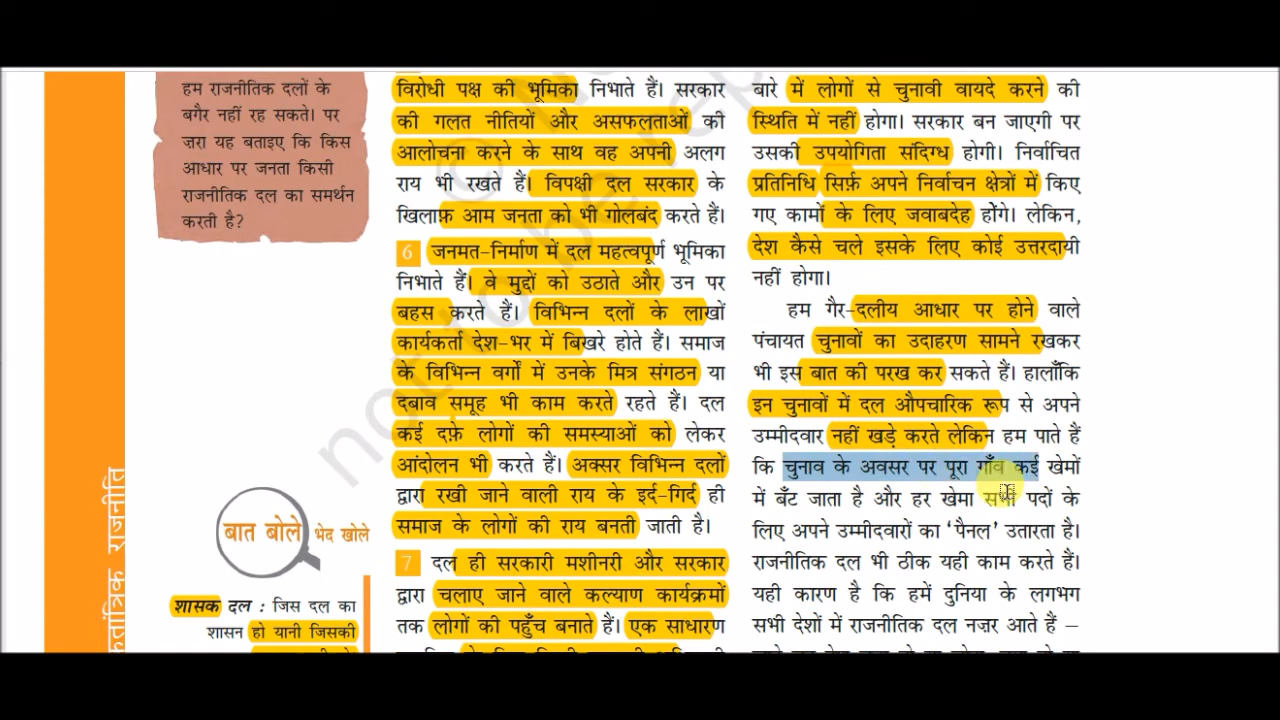 हम राजनीतिक दलों के
बगैर नहीं रह सकते। पर
ज़रा यह बताइए कि किस
आधार पर जनता किसी
राजनीतिक दल का समर्थन
करती है?
बात बोले भेद खोले
शासक दल : जिस दल का
शासन हो यानी जिसकी
विरोधी पक्ष की भूमिका निभाते हैं। सरकार
की गलत नीतियों और असफलताओं की
आलोचना करने के साथ वह अपनी अलग
राय भी रखते हैं। विपक्षी दल सरकार के
खिलाफ़ आम जनता को भी गोलबंद करते हैं।
6 जनमत-निर्माण में दल महत्वपूर्ण भूमिका
निभाते हैं। वे मुद्दों को उठाते और उन पर
बहस करते हैं। विभिन्न दलों के लाखों
कार्यकर्ता देश-भर में बिखरे होते हैं। समाज
के विभिन्न वर्गों में उनके मित्र संगठन या
दबाव समूह भी काम करते रहते हैं। दल
कई दफ़े लोगों की समस्याओं को लेकर
आंदोलन भी करते हैं। अक्सर विभिन्न दलों
द्वारा रखी जाने वाली राय के इर्द-गिर्द ही
समाज के लोगों की राय बनती जाती है।
7 दल ही सरकारी मशीनरी और सरकार
द्वारा चलाए जाने वाले कल्याण कार्यक्रमों
तक लोगों की पहुँच बनाते हैं। एक साधारण
बारे में लोगों से चुनावी वायदे करने की
स्थिति में नहीं होगा। सरकार बन जाएगी पर
उसकी उपयोगिता संदिग्ध होगी। निर्वाचित
प्रतिनिधि सिर्फ़ अपने निर्वाचन क्षेत्रों में किए
गए कामों के लिए जवाबदेह होंगे। लेकिन,
देश कैसे चले इसके लिए कोई उत्तरदायी
नहीं होगा।
हम गैर-दलीय आधार पर होने वाले
पंचायत चुनावों का उदाहरण सामने रखकर
भी इस बात की परख कर सकते हैं। हालाँकि
इन चुनावों में दल औपचारिक रूप से अपने
उम्मीदवार नहीं खड़े करते लेकिन हम पाते हैं
कि चुनाव के अवसर पर पूरा गाँव कई खेमों
में बँट जाता है और हर खेमा सभी पदों के
लिए अपने उम्मीदवारों का ‘पैनल’ उतारता है।
राजनीतिक दल भी ठीक यही काम करते हैं।
यही कारण है कि हमें दुनिया के लगभग
सभी देशों में राजनीतिक दल नज़र आते हैं –
not to be rep